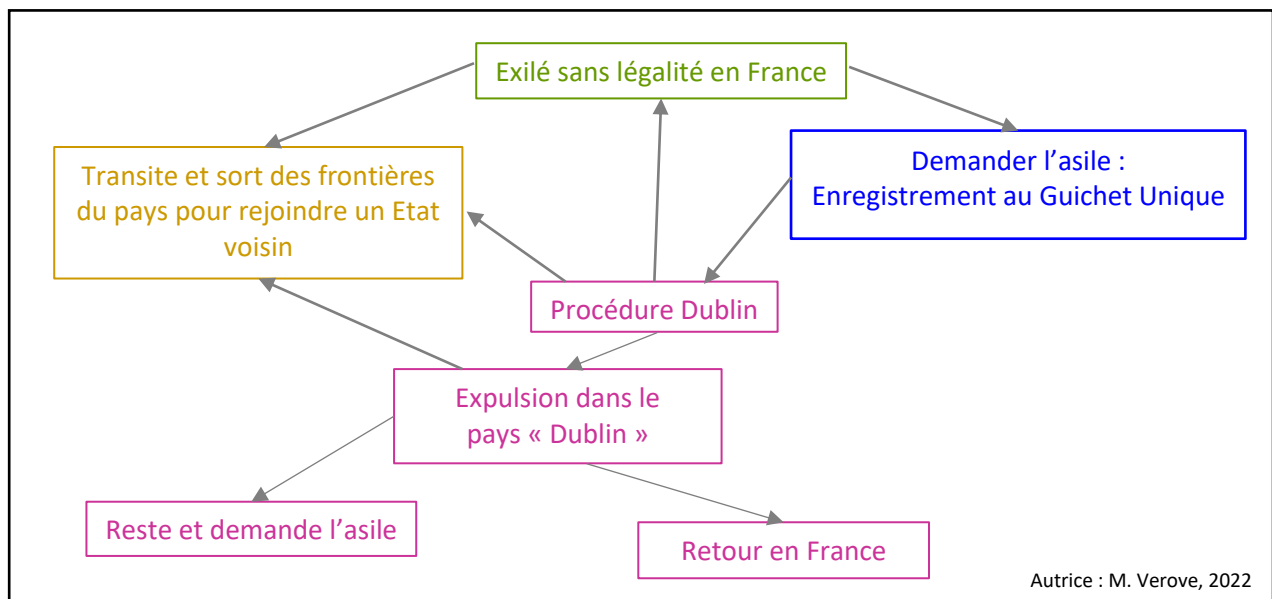 Exilé sans légalité en France
Transite et sort des frontières
du pays pour rejoindre un Etat
voisin
Demander l’asile :
Enregistrement au Guichet Unique
Procédure Dublin
Expulsion dans le
pays « Dublin »
Reste et demande l’asile
Retour en France
Autrice : M. Verove, 2022